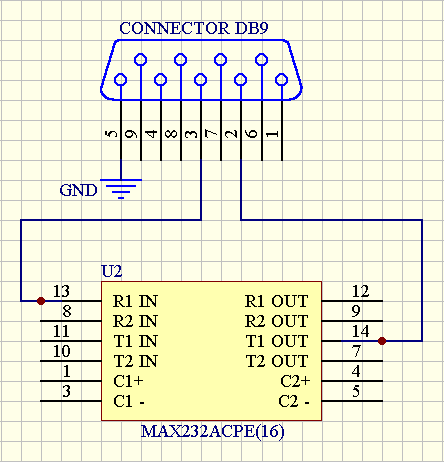 CONNECTOR DB9
5 9 4 8 3 7 2 6 1
GND
U2
13 R1 IN R1 OUT 12
8 R2 IN R2 OUT 9
11 T1 IN T1 OUT 14
10 T2 IN T2 OUT 7
1 C1+ C2+ 4
3 C1 - C2 - 5
MAX232ACPE(16)